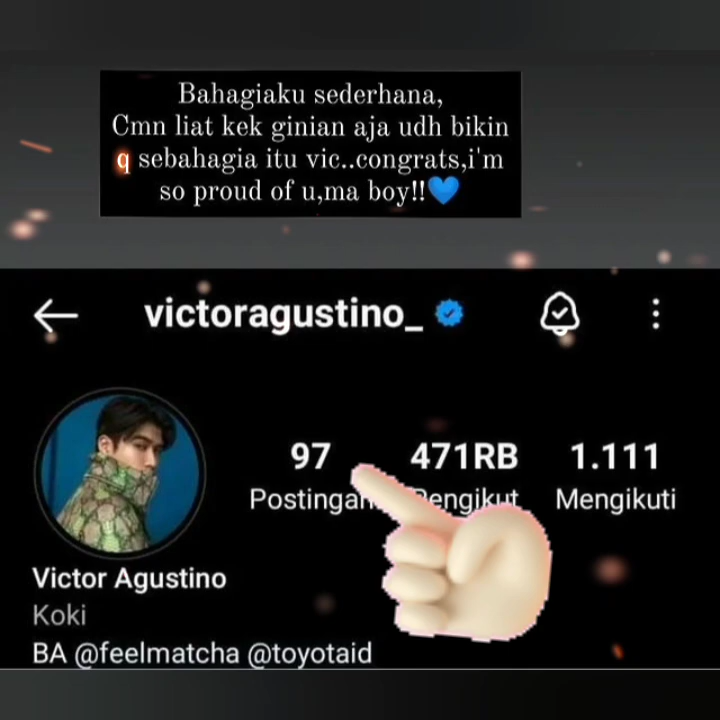 Bahagiaku sederhana,
Cmn liat kek ginian aja udh bikin
q sebahagia itu vic..congrats,i'm
so proud of u,ma boy!!💙
victoragustino_
97 471RB 1.111
Postingan Pengikut Mengikuti
Victor Agustino
Koki
BA @feelmatcha @toyotaid